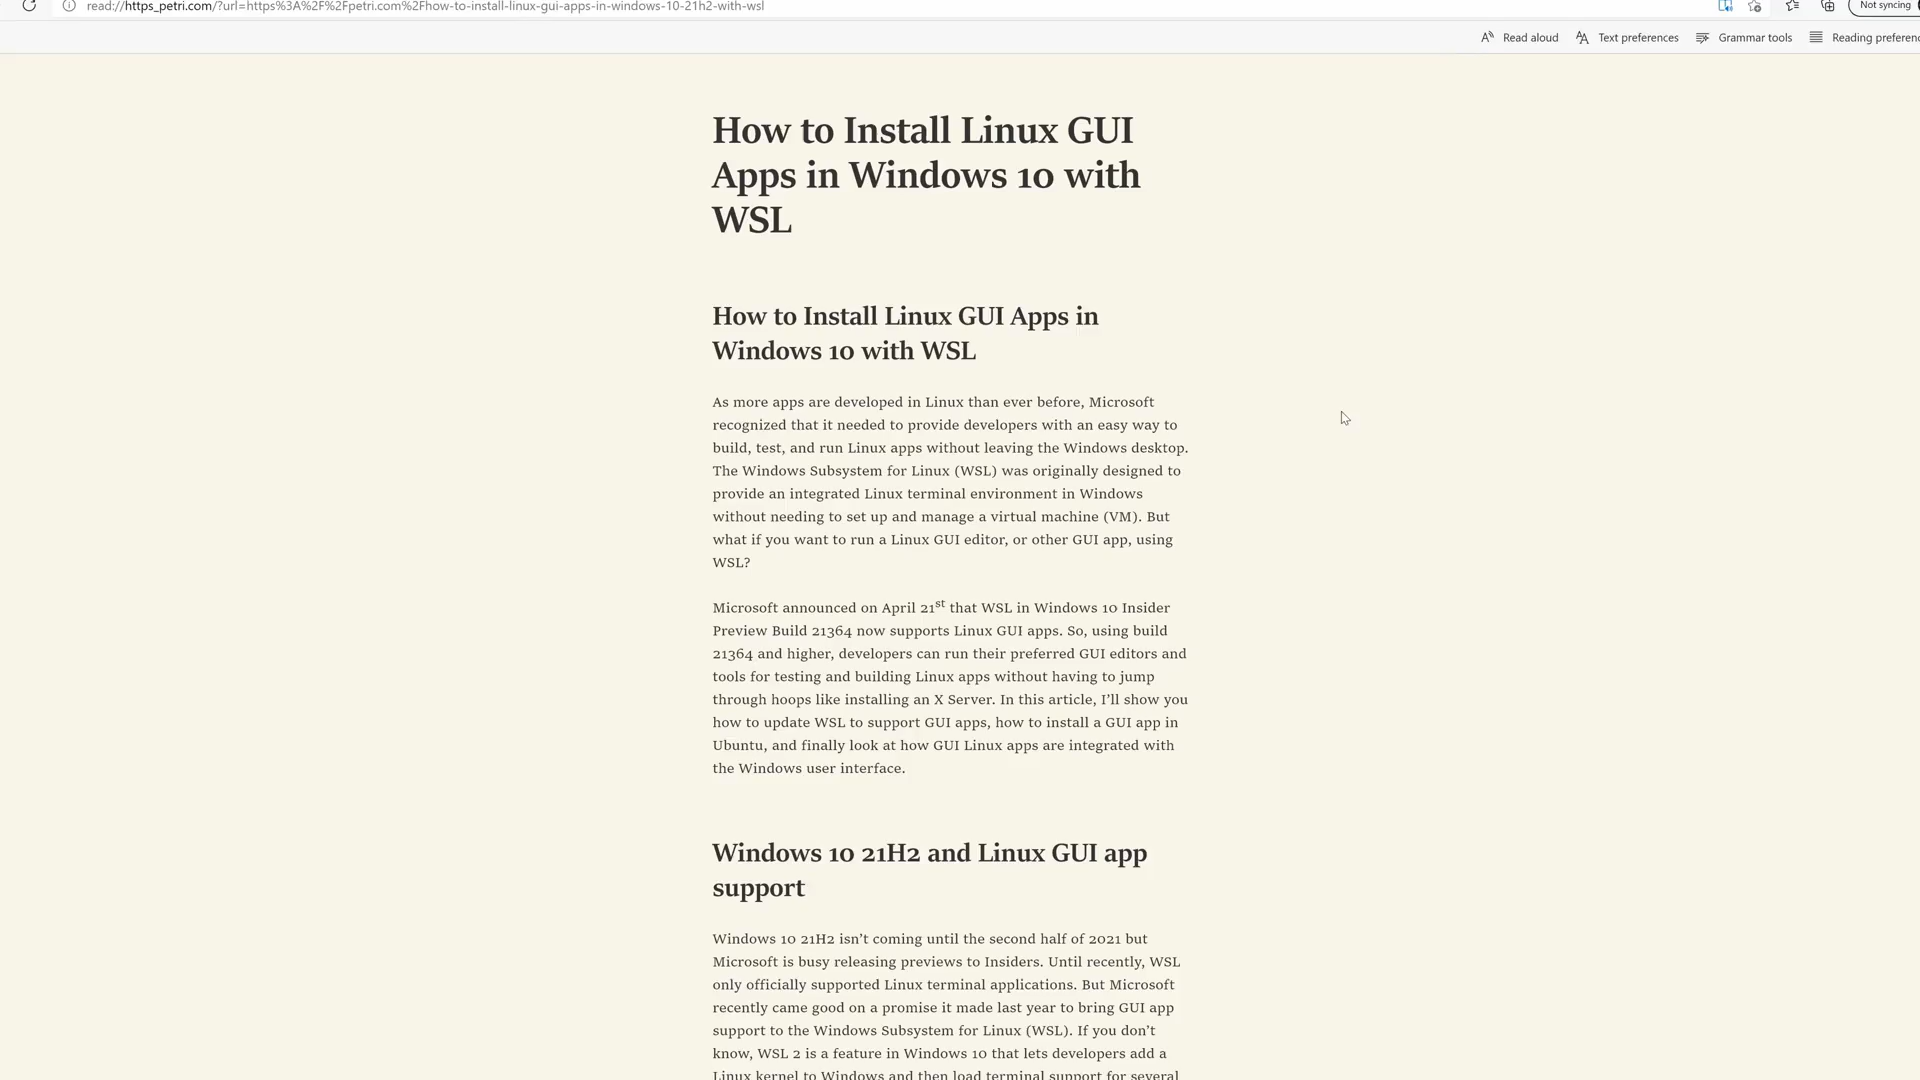 read://https_petri.com/?url=https%3A%2F%2Fpetri.com%2Fhow-to-install-linux-gui-apps-in-windows-10-21h2-with-wsl
Not syncing
Read aloud
Text preferences
Grammar tools
Reading preferenc
How to Install Linux GUI
Apps in Windows 10 with
WSL
How to Install Linux GUI Apps in
Windows 10 with WSL
As more apps are developed in Linux than ever before, Microsoft
recognized that it needed to provide developers with an easy way to
build, test, and run Linux apps without leaving the Windows desktop.
The Windows Subsystem for Linux (WSL) was originally designed to
provide an integrated Linux terminal environment in Windows
without needing to set up and manage a virtual machine (VM). But
what if you want to run a Linux GUI editor, or other GUI app, using
WSL?
Microsoft announced on April 21st that WSL in Windows 10 Insider
Preview Build 21364 now supports Linux GUI apps. So, using build
21364 and higher, developers can run their preferred GUI editors and
tools for testing and building Linux apps without having to jump
through hoops like installing an X Server. In this article, I’ll show you
how to update WSL to support GUI apps, how to install a GUI app in
Ubuntu, and finally look at how GUI Linux apps are integrated with
the Windows user interface.
Windows 10 21H2 and Linux GUI app
support
Windows 10 21H2 isn’t coming until the second half of 2021 but
Microsoft is busy releasing previews to Insiders. Until recently, WSL
only officially supported Linux terminal applications. But Microsoft
recently came good on a promise it made last year to bring GUI app
support to the Windows Subsystem for Linux (WSL). If you don’t
know, WSL 2 is a feature in Windows 10 that lets developers add a
Linux kernel to Windows and then load terminal support for several